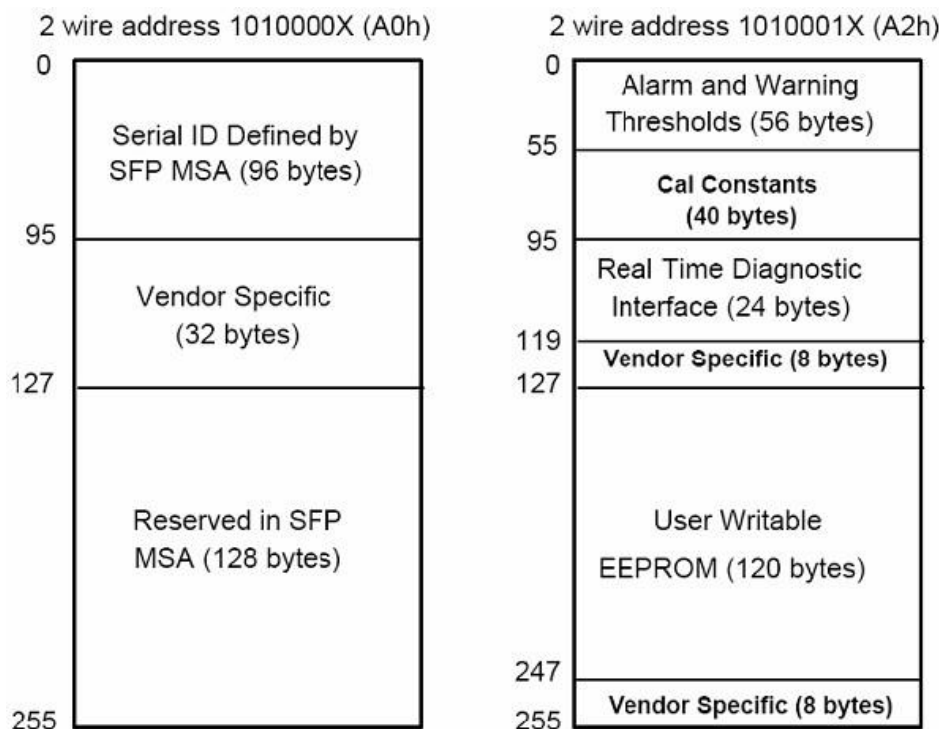 2 wire address 1010000X (A0h)
0
Serial ID Defined by
SFP MSA (96 bytes)
95
Vendor Specific
(32 bytes)
127
Reserved in SFP
MSA (128 bytes)
255
2 wire address 1010001X (A2h)
0
Alarm and Warning
Thresholds (56 bytes)
55
Cal Constants
(40 bytes)
95
Real Time Diagnostic
Interface (24 bytes)
119
Vendor Specific (8 bytes)
127
User Writable
EEPROM (120 bytes)
247
Vendor Specific (8 bytes)
255